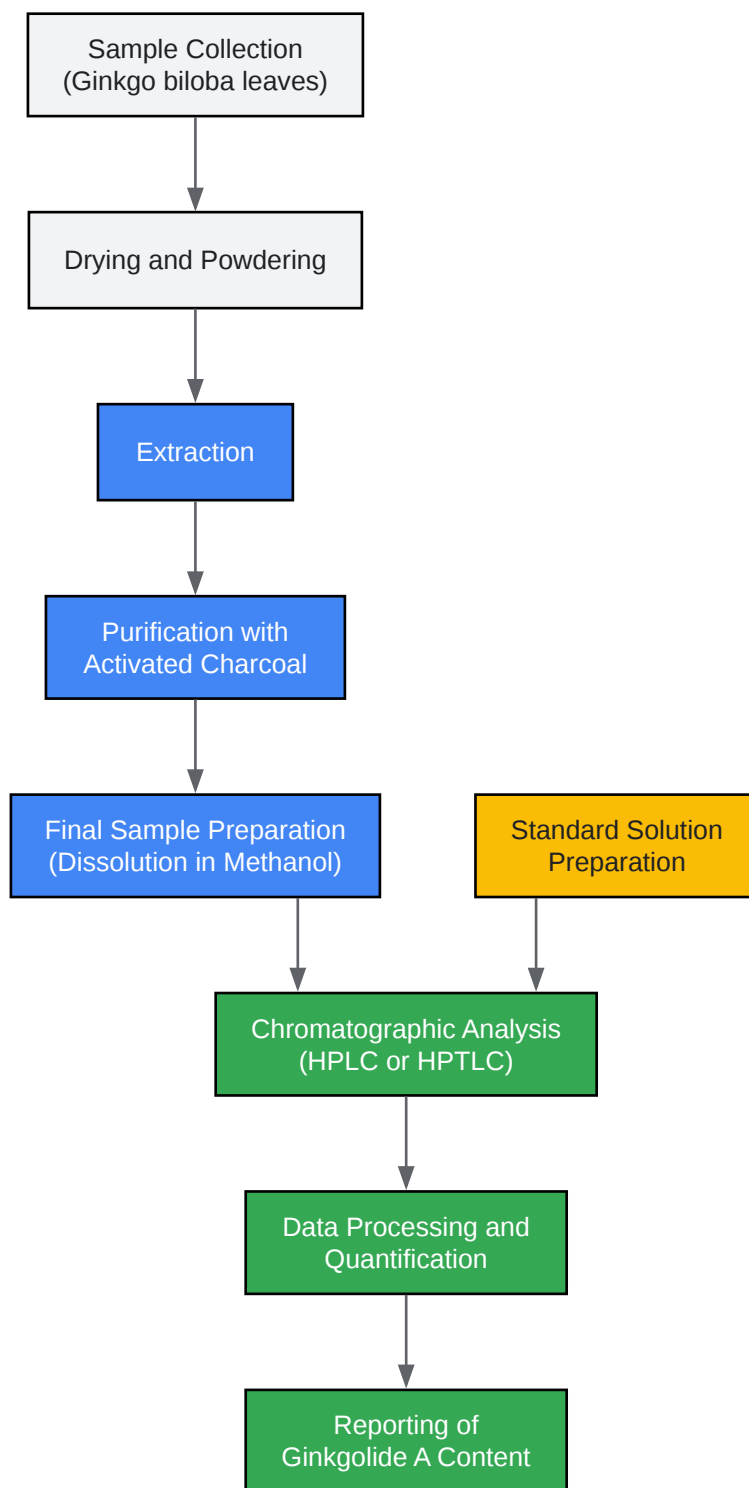 Sample Collection
(Ginkgo biloba leaves)
Drying and Powdering
Extraction
Purification with
Activated Charcoal
Final Sample Preparation
(Dissolution in Methanol)
Standard Solution
Preparation
Chromatographic Analysis
(HPLC or HPTLC)
Data Processing and
Quantification
Reporting of
Ginkgolide A Content